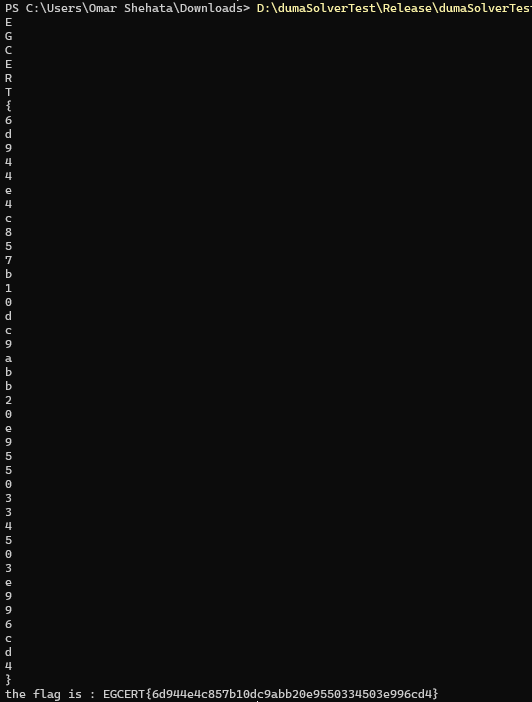 PS C:\Users\Omar Shehata\Downloads> D:\dumaSolverTest\Release\dumaSolverTest
E
G
C
E
R
T
{
6
d
9
4
4
e
4
c
8
5
7
b
1
0
d
c
9
a
b
b
2
0
e
9
5
5
0
3
3
4
5
0
3
e
9
9
6
c
d
4
}
the flag is : EGCERT{6d944e4c857b10dc9abb20e9550334503e996cd4}